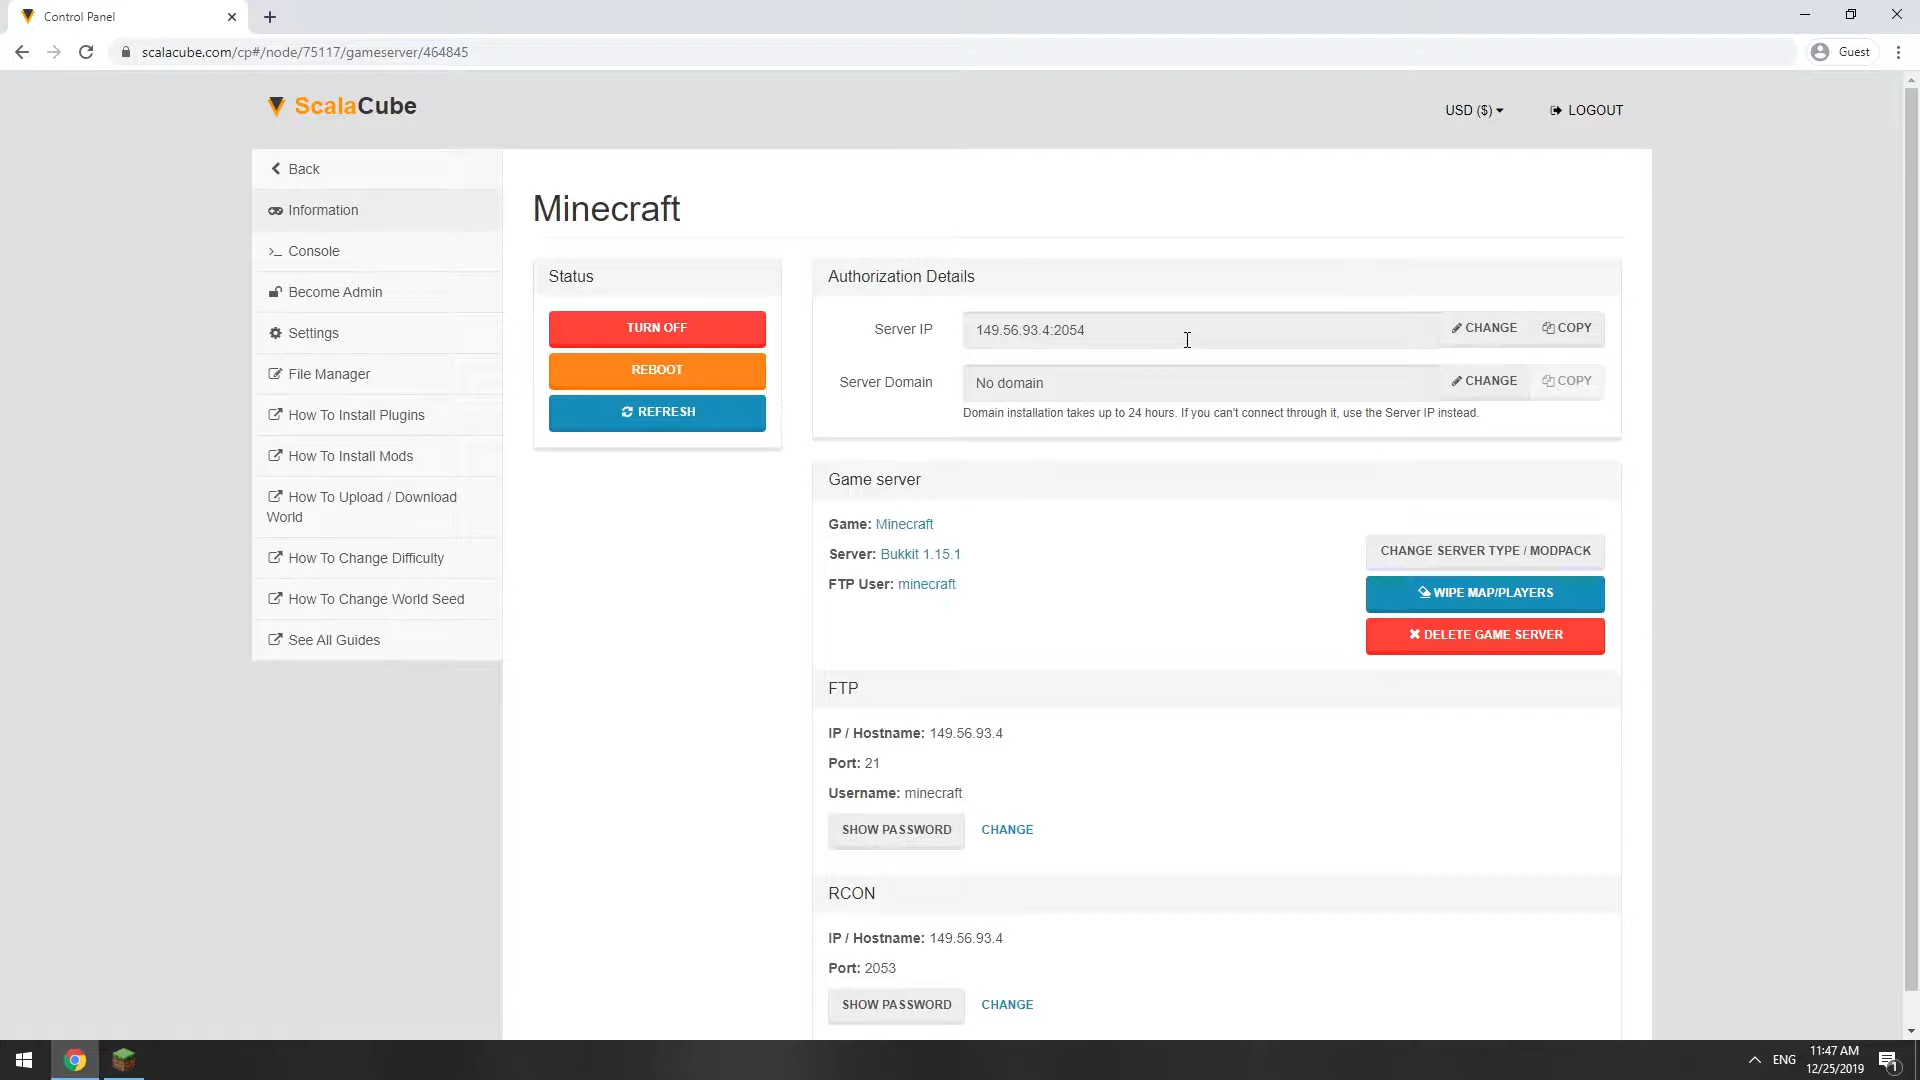 Control Panel
scalacube.com/cp#/node/75117/gameserver/464845
Guest
ScalaCube
USD ($)
LOGOUT
Back
Information
Console
Become Admin
Settings
File Manager
How To Install Plugins
How To Install Mods
How To Upload / Download
World
How To Change Difficulty
How To Change World Seed
See All Guides
Minecraft
Status
TURN OFF
REBOOT
REFRESH
Authorization Details
Server IP
149.56.93.4:2054
CHANGE
COPY
Server Domain
No domain
CHANGE
COPY
Domain installation takes up to 24 hours. If you can't connect through it, use the Server IP instead.
Game server
Game: Minecraft
Server: Bukkit 1.15.1
FTP User: minecraft
CHANGE SERVER TYPE / MODPACK
WIPE MAP/PLAYERS
DELETE GAME SERVER
FTP
IP / Hostname: 149.56.93.4
Port: 21
Username: minecraft
SHOW PASSWORD
CHANGE
RCON
IP / Hostname: 149.56.93.4
Port: 2053
SHOW PASSWORD
CHANGE
ENG
11:47 AM
12/25/2019
1